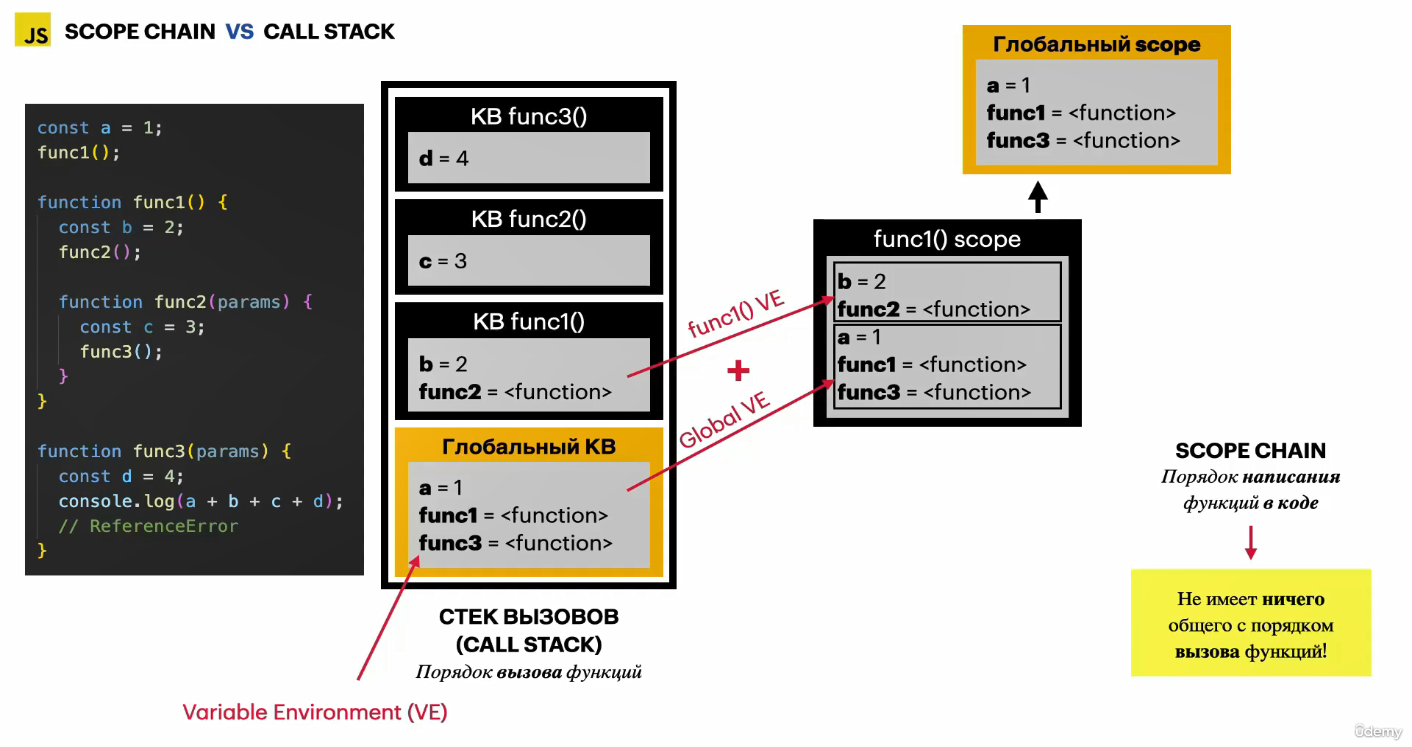 JS SCOPE CHAIN VS CALL STACK
const a = 1;
func1();
function func1() {
const b = 2;
func2();
function func2(params) {
const c = 3;
func3();
}
}
function func3(params) {
const d = 4;
console.log(a + b + c + d);
// ReferenceError
}
КВ func3()
d = 4
КВ func2()
c = 3
КВ func1()
b = 2
func2 = <function>
Глобальный КВ
a = 1
func1 = <function>
func3 = <function>
СТЕК ВЫЗОВОВ
(CALL STACK)
Порядок вызова функций
Variable Environment (VE)
func1() VE
+
Global VE
Глобальный scope
a = 1
func1 = <function>
func3 = <function>
func1() scope
b = 2
func2 = <function>
a = 1
func1 = <function>
func3 = <function>
SCOPE CHAIN
Порядок написания
функций в коде
Не имеет ничего
общего с порядком
вызова функций!
ûdemy